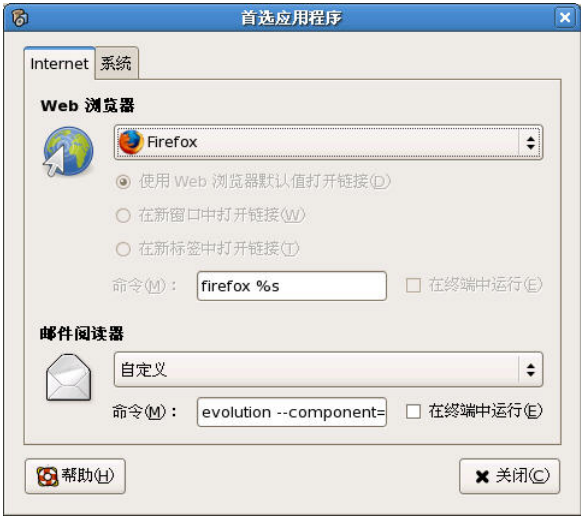 首选应用程序
Internet 系统
Web 浏览器
Firefox
使用 Web 浏览器默认值打开链接(D)
在新窗口中打开链接(W)
在新标签中打开链接(T)
命令(M)： firefox %s 在终端中运行(E)
邮件阅读器
自定义
命令(M)： evolution --component= 在终端中运行(E)
帮助(H) 关闭(C)